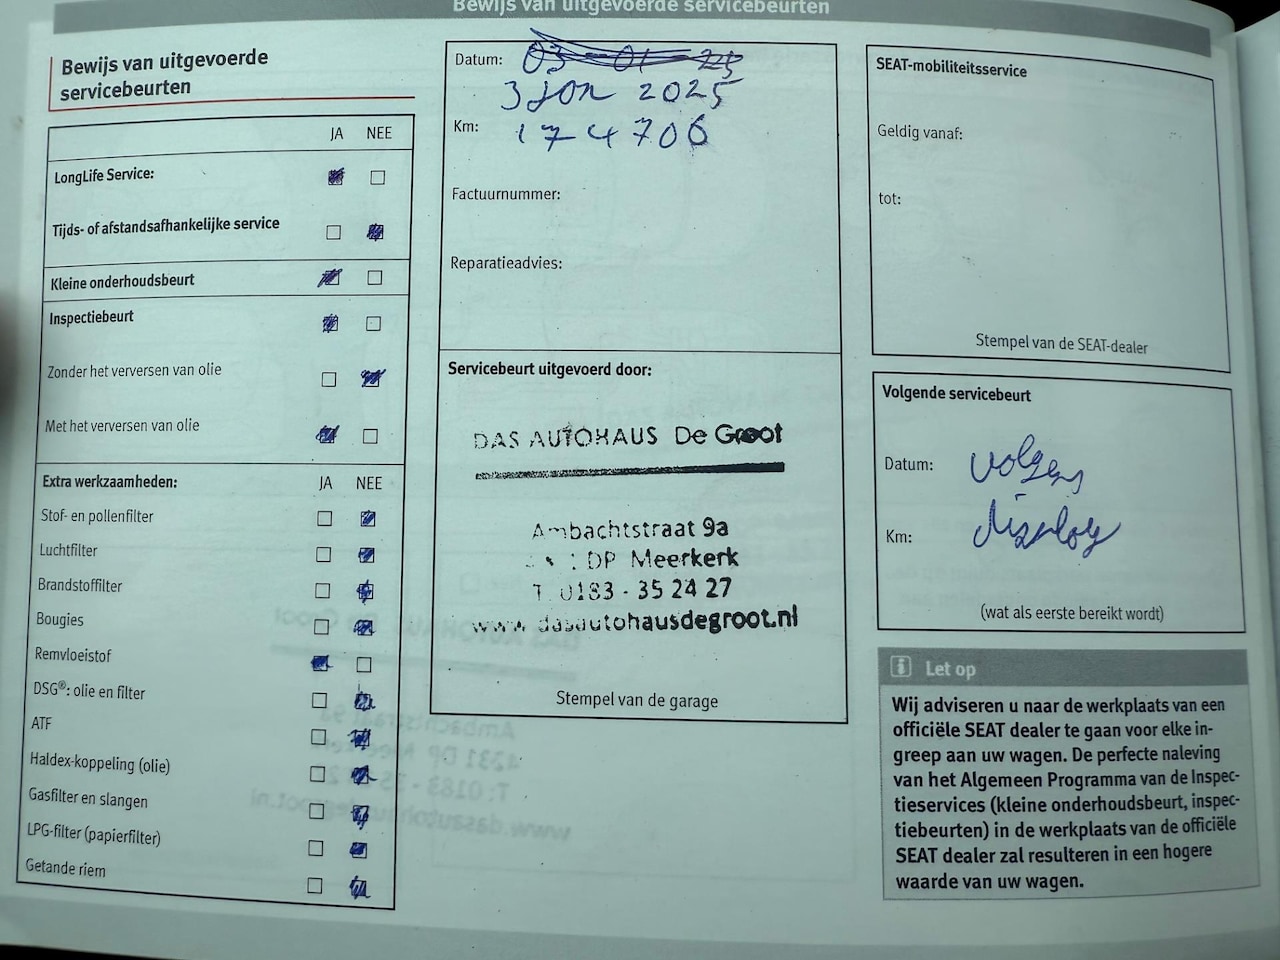 Bewijs van uitgevoerde servicebeurten
Bewijs van uitgevoerde
servicebeurten
JA NEE
LongLife Service:
Tijds- of afstandsafhankelijke service
Kleine onderhoudsbeurt
Inspectiebeurt
Zonder het verversen van olie
Met het verversen van olie
Extra werkzaamheden: JA NEE
Stof- en pollenfilter
Luchtfilter
Brandstoffilter
Bougies
Remvloeistof
DSG®: olie en filter
ATF
Haldex-koppeling (olie)
Gasfilter en slangen
LPG-filter (papierfilter)
Getande riem
Datum: 03-01-25
3 Jan 2025
Km: 174706
Factuurnummer:
Reparatieadvies:
Servicebeurt uitgevoerd door:
DAS AUTOHAUS De Groot
Ambachtstraat 9a
DP Meerkerk
T. 0183 - 35 24 27
www.dasautohausdegroot.nl
Stempel van de garage
SEAT-mobiliteitsservice
Geldig vanaf:
tot:
Stempel van de SEAT-dealer
Volgende servicebeurt
Datum: volgens
Km: display
(wat als eerste bereikt wordt)
Let op
Wij adviseren u naar de werkplaats van een
officiële SEAT dealer te gaan voor elke in-
greep aan uw wagen. De perfecte naleving
van het Algemeen Programma van de Inspec-
tieservices (kleine onderhoudsbeurt, inspec-
tiebeurten) in de werkplaats van de officiële
SEAT dealer zal resulteren in een hogere
waarde van uw wagen.